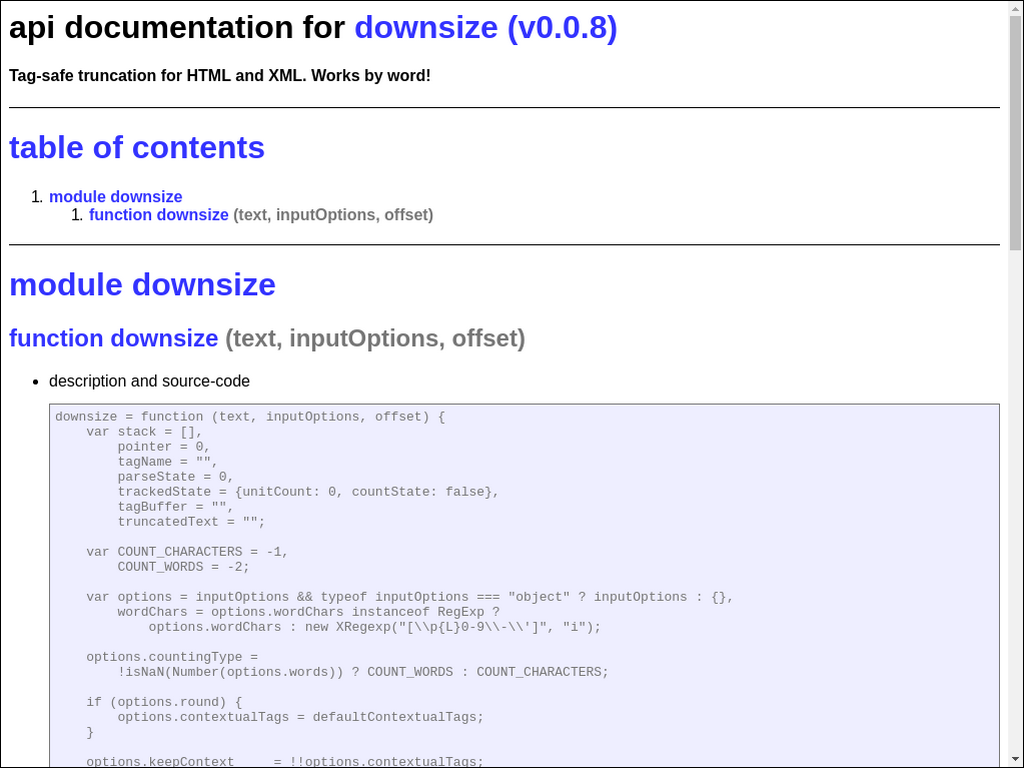 api documentation for downsize (v0.0.8)
Tag-safe truncation for HTML and XML. Works by word!
table of contents
1. module downsize
1. function downsize (text, inputOptions, offset)
module downsize
function downsize (text, inputOptions, offset)
• description and source-code
downsize = function (text, inputOptions, offset) {
    var stack = [],
        pointer = 0,
        tagName = "",
        parseState = 0,
        trackedState = {unitCount: 0, countState: false},
        tagBuffer = "",
        truncatedText = "";
    var COUNT_CHARACTERS = -1,
        COUNT_WORDS = -2;
    var options = inputOptions && typeof inputOptions === "object" ? inputOptions : {},
        wordChars = options.wordChars instanceof RegExp ?
            options.wordChars : new XRegexp("[\\p{L}0-9\\-\\']", "i");
    options.countingType =
        !isNaN(Number(options.words)) ? COUNT_WORDS : COUNT_CHARACTERS;
    if (options.round) {
        options.contextualTags = defaultContextualTags;
    }
    options.keepContext     = !!options.contextualTags;